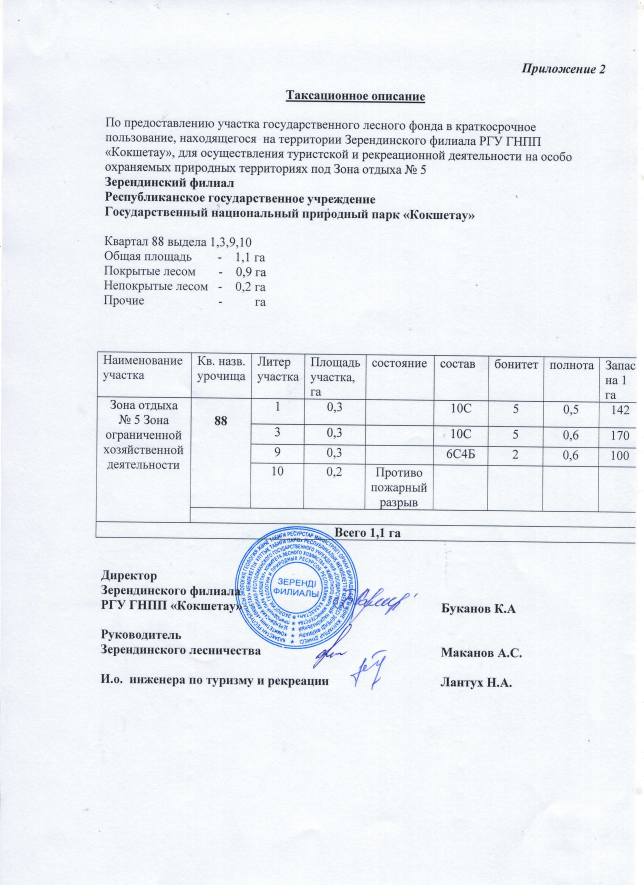 Приложение 2
Таксационное описание
По предоставлению участка государственного лесного фонда в краткосрочное
пользование, находящегося на территории Зерендинского филиала РГУ ГНПП
«Кокшетау», для осуществления туристской и рекреационной деятельности на особо
охраняемых природных территориях под Зона отдыха № 5
Зерендинский филиал
Республиканское государственное учреждение
Государственный национальный природный парк «Кокшетау»
Квартал 88 выдела 1,3,9,10
Общая площадь - 1,1 га
Покрытые лесом - 0,9 га
Непокрытые лесом - 0,2 га
Прочие - га
Наименование участка Кв. назв. урочища Литер участка Площадь участка, га состояние состав бонитет полнота Запас на 1 га
Зона отдыха № 5 Зона ограниченной хозяйственной деятельности 88
1 0,3 10С 5 0,5 142
3 0,3 10С 5 0,6 170
9 0,3 6С4Б 2 0,6 100
10 0,2 Противо пожарный разрыв
Всего 1,1 га
ЗЕРЕНДІ
ФИЛИАЛЫ
Директор
Зерендинского филиала
РГУ ГНПП «Кокшетау» Буканов К.А
Руководитель
Зерендинского лесничества Маканов А.С.
И.о. инженера по туризму и рекреации Лантух Н.А.